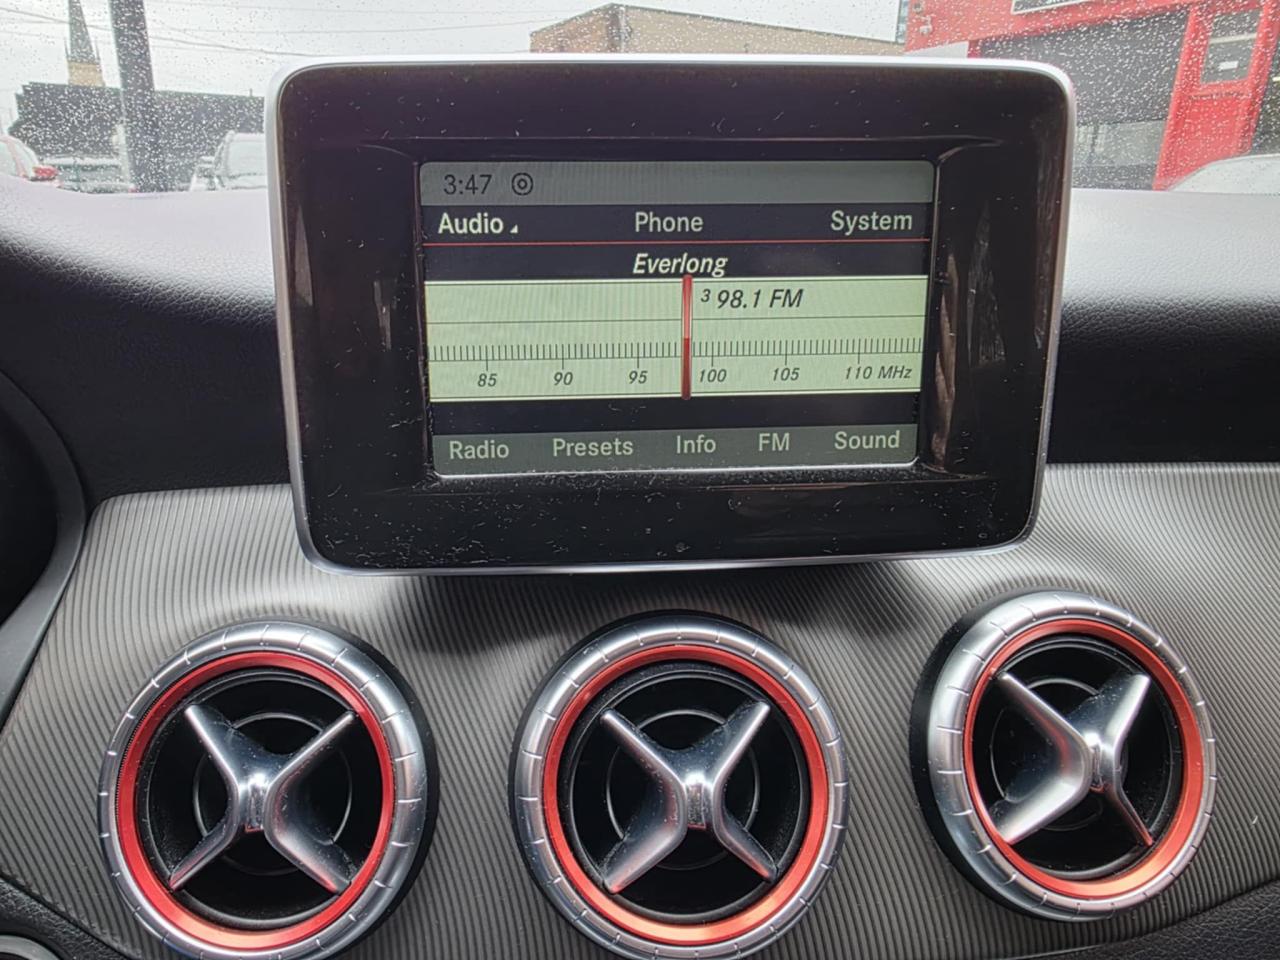 3:47
Audio Phone System
Everlong
3 98.1 FM
85 90 95 100 105 110 MHz
Radio Presets Info FM Sound